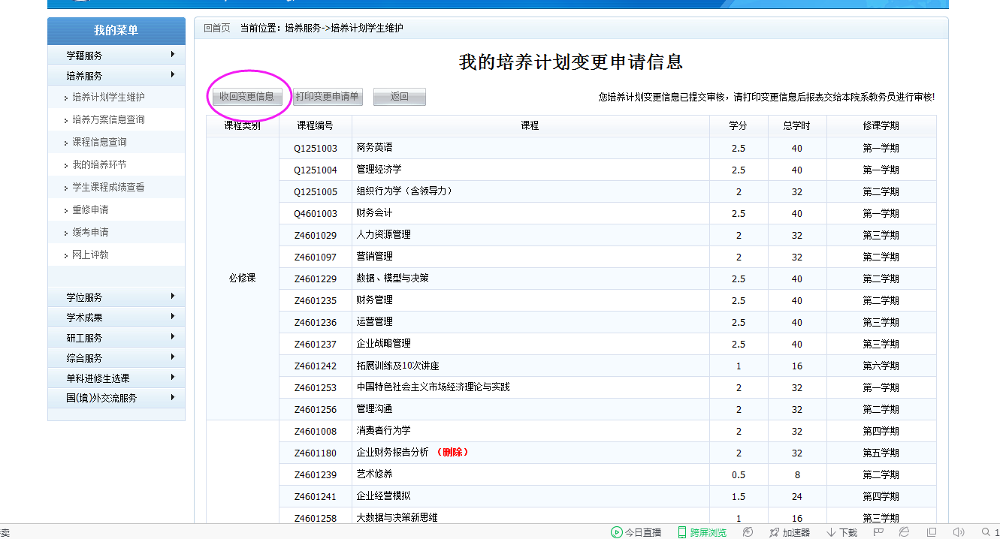 我的菜单
学籍服务
培养服务
培养计划学生维护
培养方案信息查询
课程信息查询
我的培养环节
学生课程成绩查看
重修申请
缓考申请
网上评教
学位服务
学术成果
研工服务
综合服务
单科进修生选课
国(境)外交流服务
回首页 当前位置：培养服务->培养计划学生维护
我的培养计划变更申请信息
收回变更信息 打印变更申请单 返回 您培养计划变更信息已提交审核，请打印变更信息后报表交给本院系教务员进行审核!
课程类别 课程编号 课程 学分 总学时 修课学期
必修课
Q1251003 商务英语 2.5 40 第一学期
Q1251004 管理经济学 2.5 40 第一学期
Q1251005 组织行为学（含领导力） 2 32 第二学期
Q4601003 财务会计 2.5 40 第一学期
Z4601029 人力资源管理 2 32 第三学期
Z4601097 营销管理 2 32 第二学期
Z4601229 数据、模型与决策 2.5 40 第二学期
Z4601235 财务管理 2.5 40 第二学期
Z4601236 运营管理 2.5 40 第三学期
Z4601237 企业战略管理 2.5 40 第三学期
Z4601242 拓展训练及10次讲座 1 16 第六学期
Z4601253 中国特色社会主义市场经济理论与实践 2 32 第一学期
Z4601256 管理沟通 2 32 第二学期
Z4601008 消费者行为学 2 32 第四学期
Z4601180 企业财务报告分析 （删除） 2 32 第五学期
Z4601239 艺术修养 0.5 8 第二学期
Z4601241 企业经营模拟 1.5 24 第四学期
Z4601258 大数据与决策新思维 1 16 第三学期
卖 今日直播 跨屏浏览 加速器 下载 1